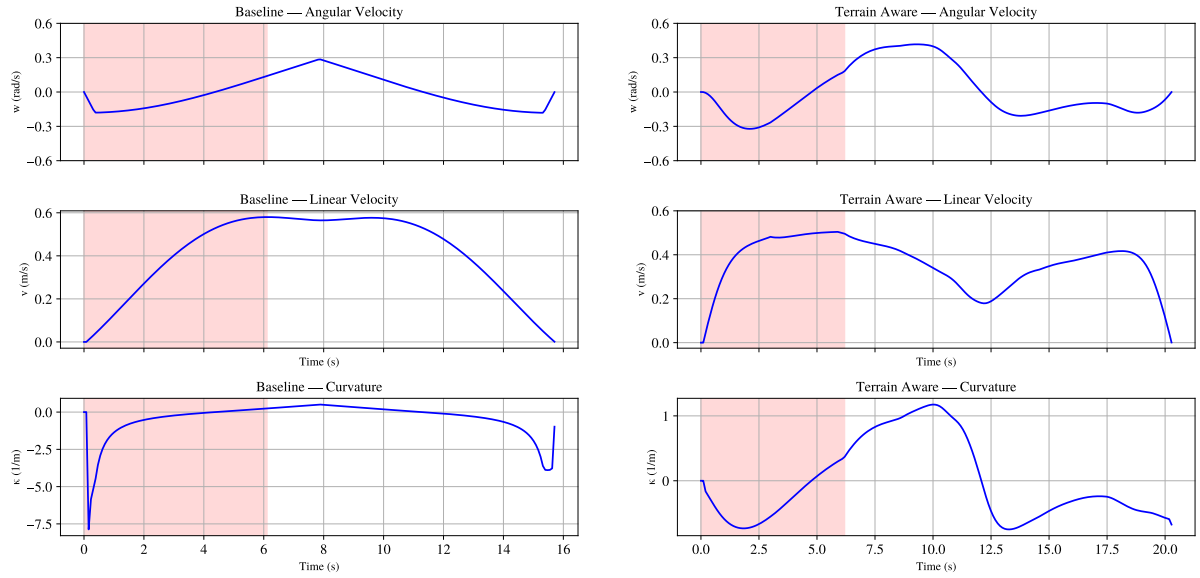 Baseline — Angular Velocity
0.6
0.3
0.0
−0.3
−0.6
w (rad/s)
Terrain Aware — Angular Velocity
0.6
0.3
0.0
−0.3
−0.6
w (rad/s)
Baseline — Linear Velocity
0.6
0.4
0.2
0.0
v (m/s)
Time (s)
Terrain Aware — Linear Velocity
0.6
0.4
0.2
0.0
v (m/s)
Time (s)
Baseline — Curvature
0.0
−2.5
−5.0
−7.5
κ (1/m)
0 2 4 6 8 10 12 14 16
Time (s)
Terrain Aware — Curvature
1
0
κ (1/m)
0.0 2.5 5.0 7.5 10.0 12.5 15.0 17.5 20.0
Time (s)